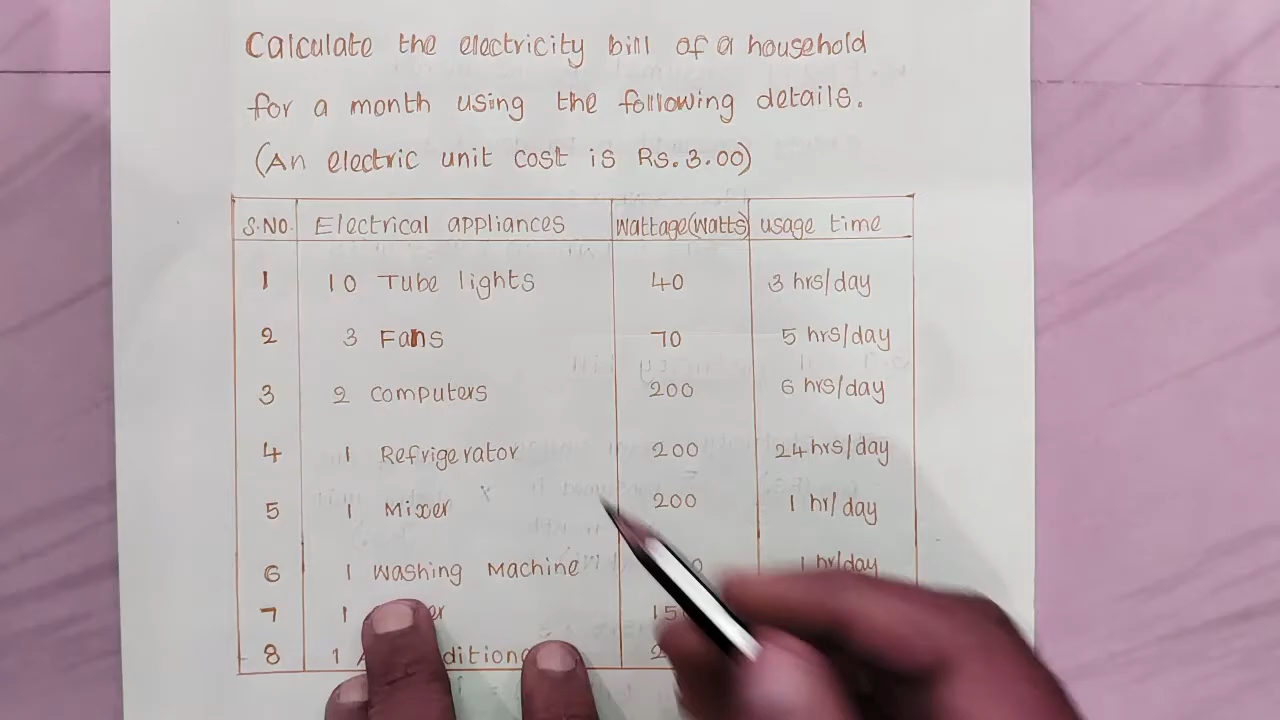 Calculate the electricity bill of a household
for a month using the following details.
(An electric unit cost is Rs. 3.00)
S.NO. Electrical appliances Wattage(Watts) usage time
1 10 Tube lights 40 3 hrs/day
2 3 Fans 70 5 hrs/day
3 2 computers 200 6 hrs/day
4 1 Refrigerator 200 24 hrs/day
5 1 Mixer 200 1 hr/day
6 1 Washing Machine 1 hr/day
7 1
8 1